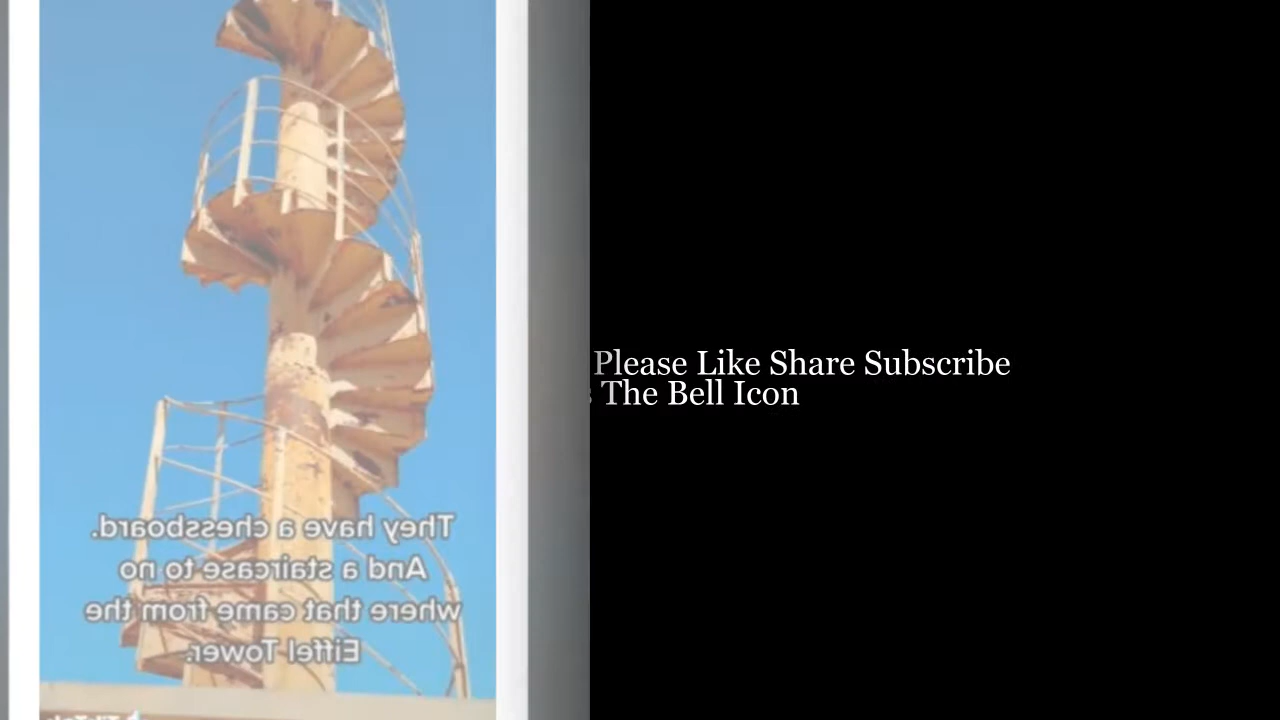 They have a chessboard.
And a staircase to no
where that came from the
Eiffel Tower.
Please Like Share Subscribe
The Bell Icon